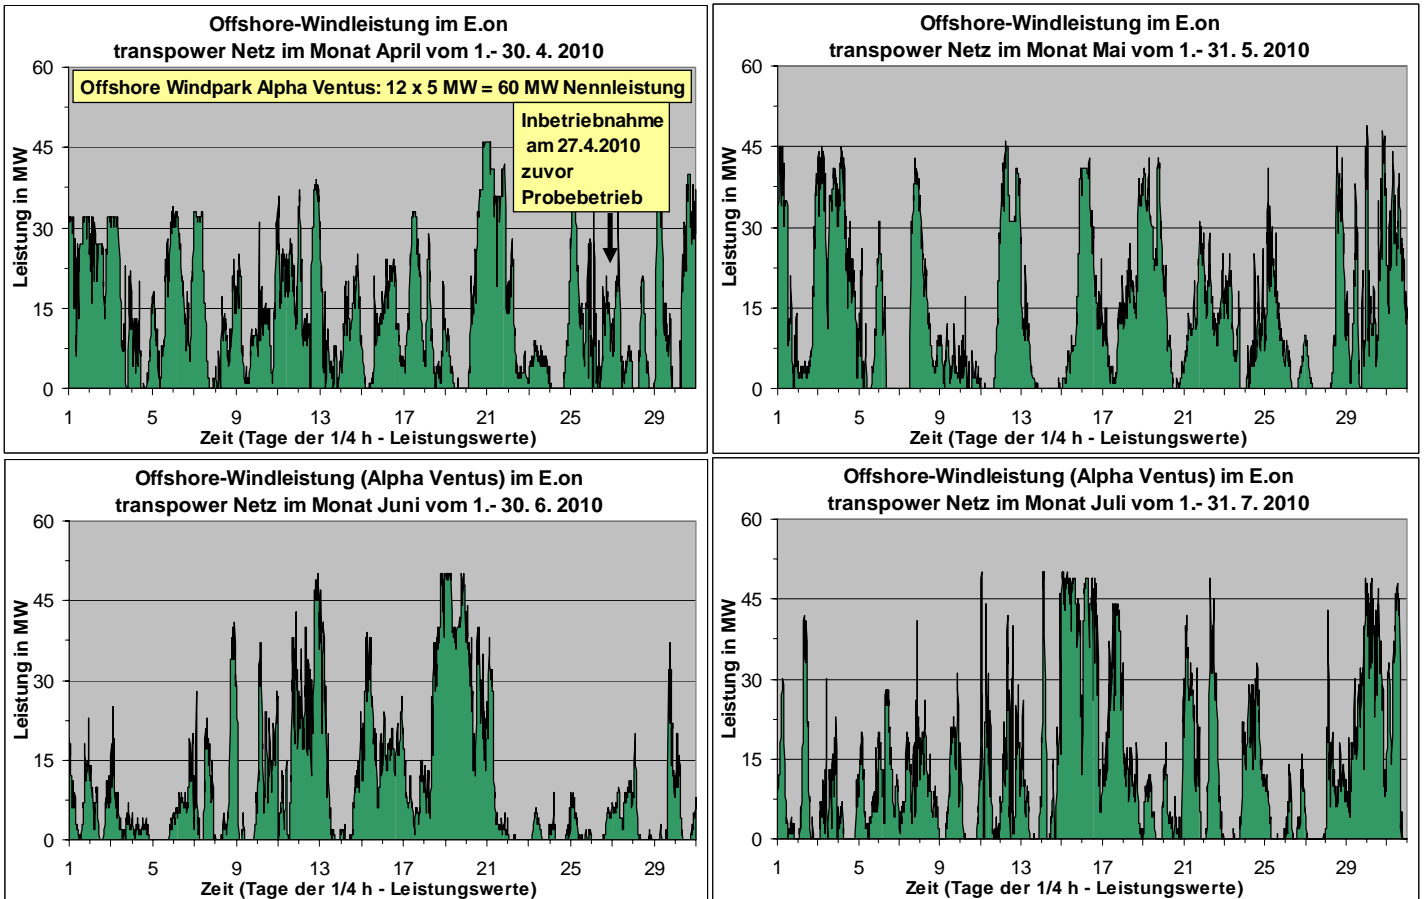 Offshore-Windleistung im E.on
transpower Netz im Monat April vom 1.- 30. 4. 2010
Offshore Windpark Alpha Ventus: 12 x 5 MW = 60 MW Nennleistung
Inbetriebnahme
am 27.4.2010
zuvor
Probebetrieb
Leistung in MW
60
45
30
15
0
1 5 9 13 17 21 25 29
Zeit (Tage der 1/4 h - Leistungswerte)
Offshore-Windleistung im E.on
transpower Netz im Monat Mai vom 1.- 31. 5. 2010
Leistung in MW
60
45
30
15
0
1 5 9 13 17 21 25 29
Zeit (Tage der 1/4 h - Leistungswerte)
Offshore-Windleistung (Alpha Ventus) im E.on
transpower Netz im Monat Juni vom 1.- 30. 6. 2010
Leistung in MW
60
45
30
15
0
1 5 9 13 17 21 25 29
Zeit (Tage der 1/4 h - Leistungswerte)
Offshore-Windleistung (Alpha Ventus) im E.on
transpower Netz im Monat Juli vom 1.- 31. 7. 2010
Leistung in MW
60
45
30
15
0
1 5 9 13 17 21 25 29
Zeit (Tage der 1/4 h - Leistungswerte)